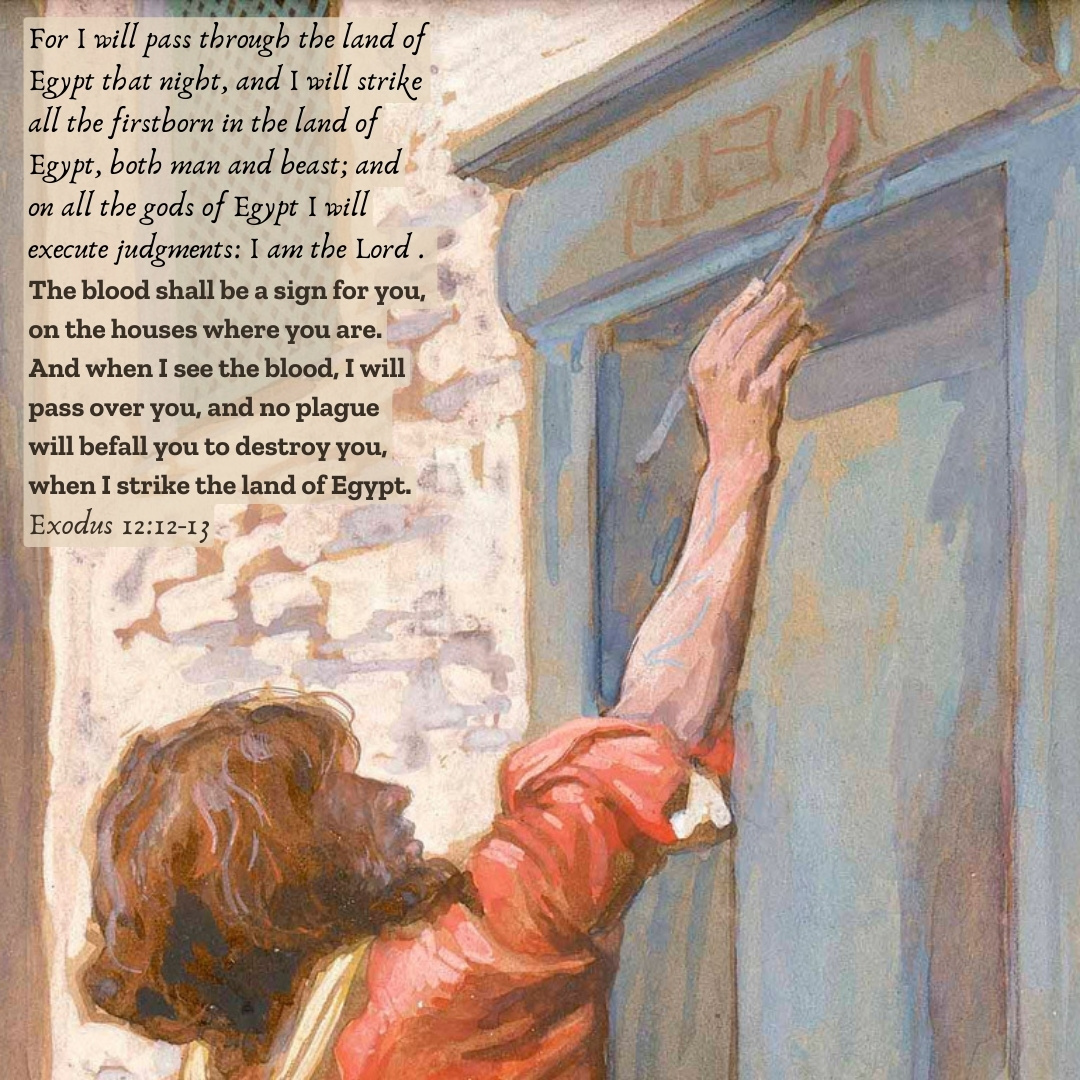 For I will pass through the land of
Egypt that night, and I will strike
all the firstborn in the land of
Egypt, both man and beast; and
on all the gods of Egypt I will
execute judgments: I am the Lord .
The blood shall be a sign for you,
on the houses where you are.
And when I see the blood, I will
pass over you, and no plague
will befall you to destroy you,
when I strike the land of Egypt.
Exodus 12:12-13